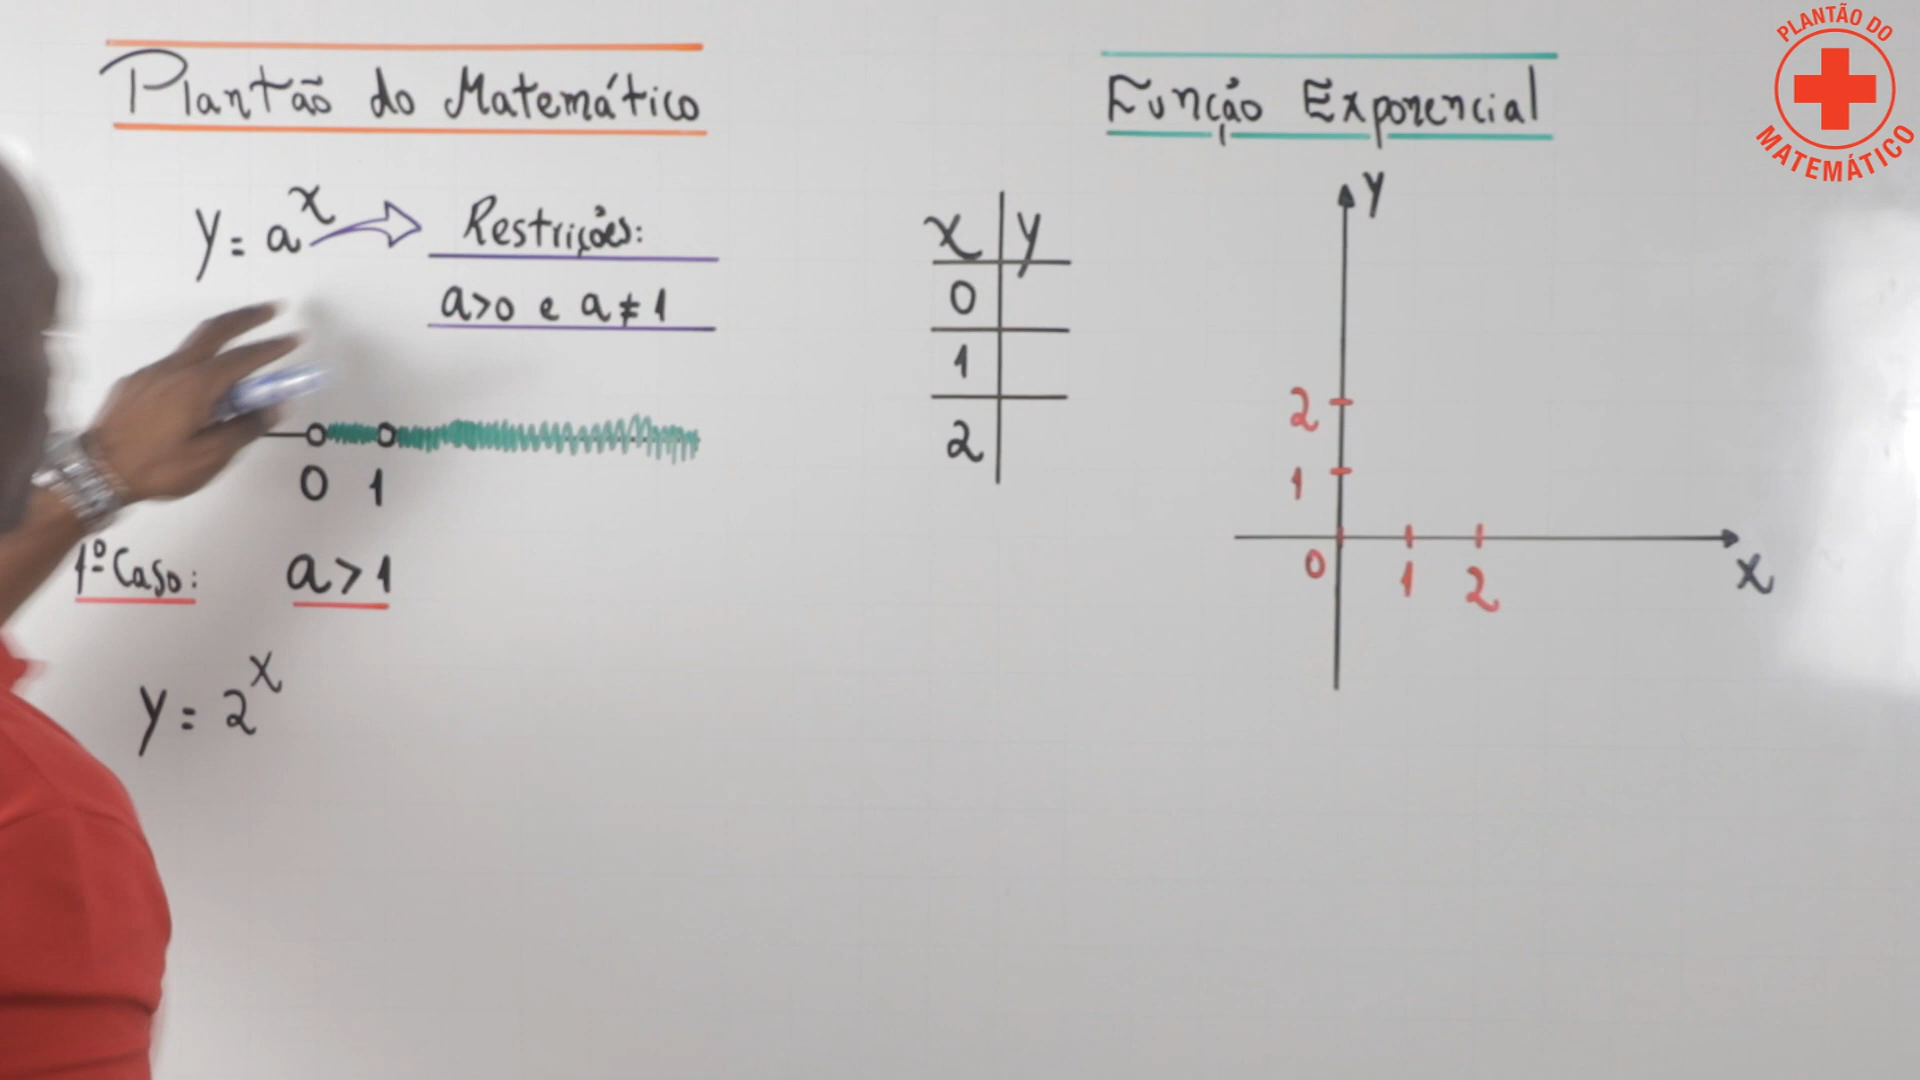 Plantão do Matemático
y = a^x
Restrições:
a>0 e a ≠ 1
0 1
1º Caso: a > 1
y = 2^x
Função Exponencial
x y
0
1
2
y
2
1
0 1 2
x
PLANTÃO DO
MATEMÁTICO